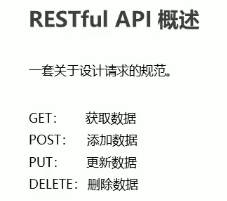 RESTful API 概述
一套关于设计请求的规范。
GET: 获取数据
POST: 添加数据
PUT: 更新数据
DELETE: 删除数据